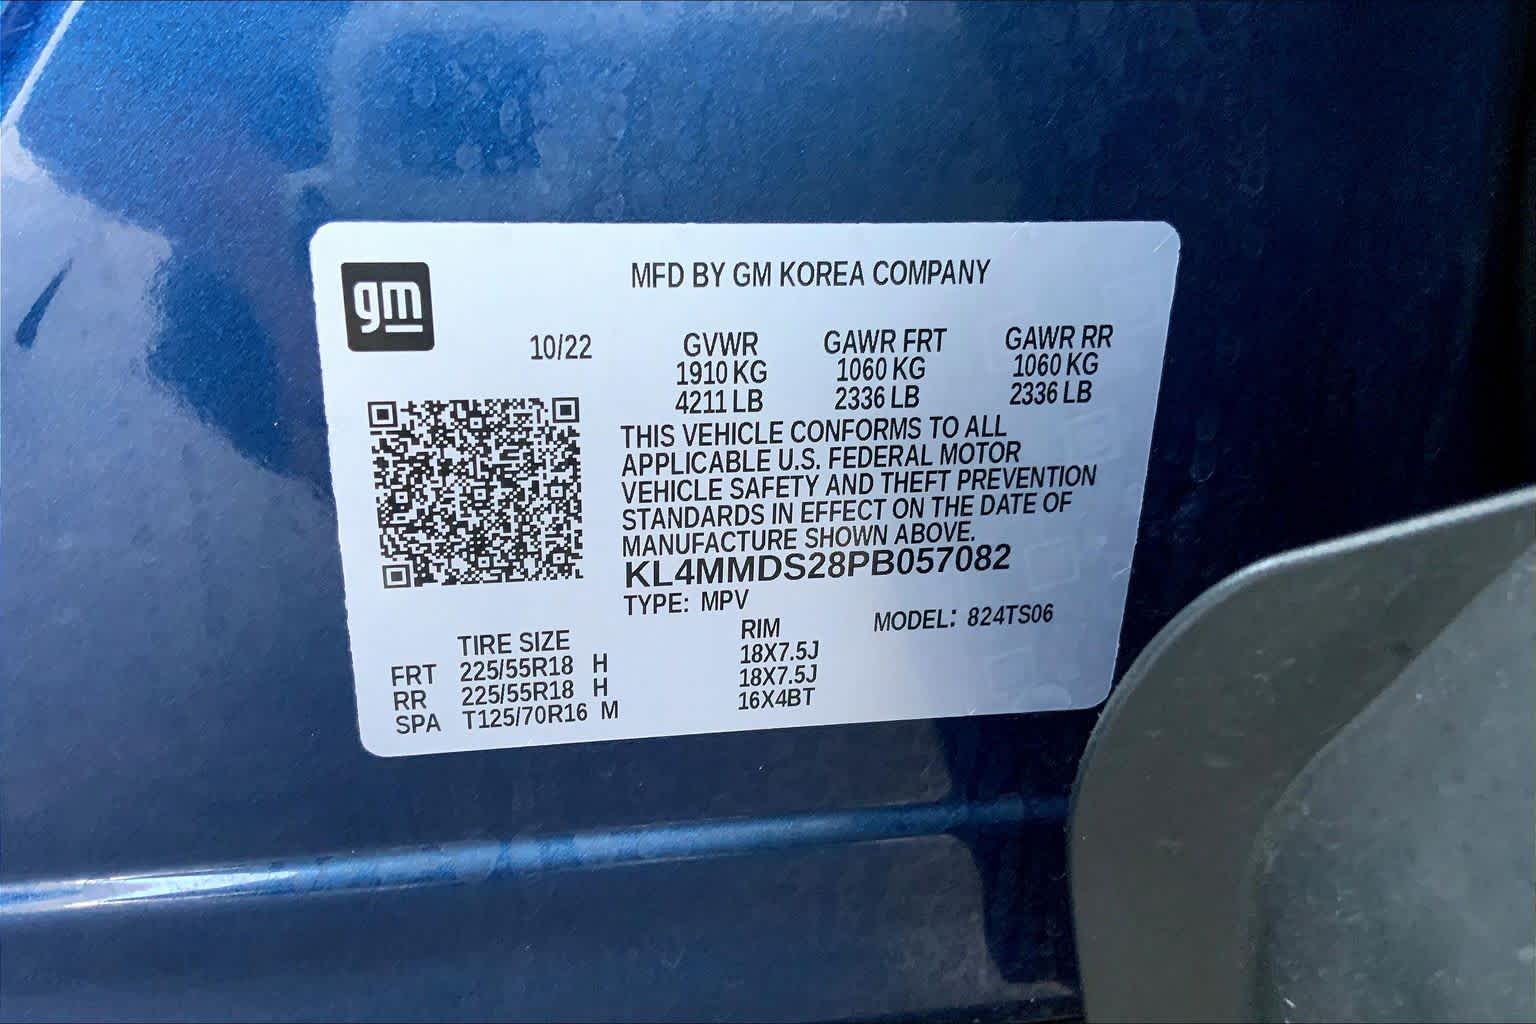 gm
MFD BY GM KOREA COMPANY
10/22 GVWR GAWR FRT GAWR RR
1910 KG 1060 KG 1060 KG
4211 LB 2336 LB 2336 LB
THIS VEHICLE CONFORMS TO ALL
APPLICABLE U.S. FEDERAL MOTOR
VEHICLE SAFETY AND THEFT PREVENTION
STANDARDS IN EFFECT ON THE DATE OF
MANUFACTURE SHOWN ABOVE.
KL4MMDS28PB057082
TYPE: MPV MODEL: 824TS06
TIRE SIZE RIM
FRT 225/55R18 H 18X7.5J
RR 225/55R18 H 18X7.5J
SPA T125/70R16 M 16X4BT